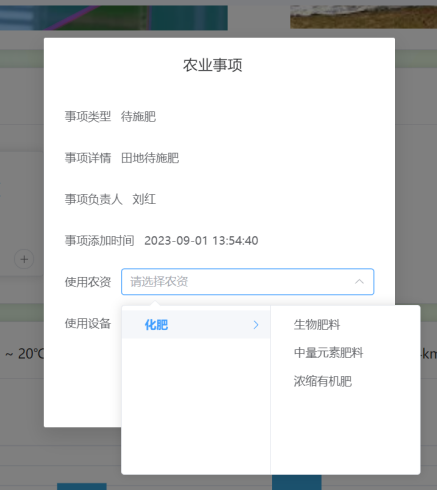 农业事项
事项类型 待施肥
事项详情 田地待施肥
事项负责人 刘红
事项添加时间 2023-09-01 13:54:40
使用农资 请选择农资
使用设备
化肥
生物肥料
中量元素肥料
浓缩有机肥
~ 20℃
km